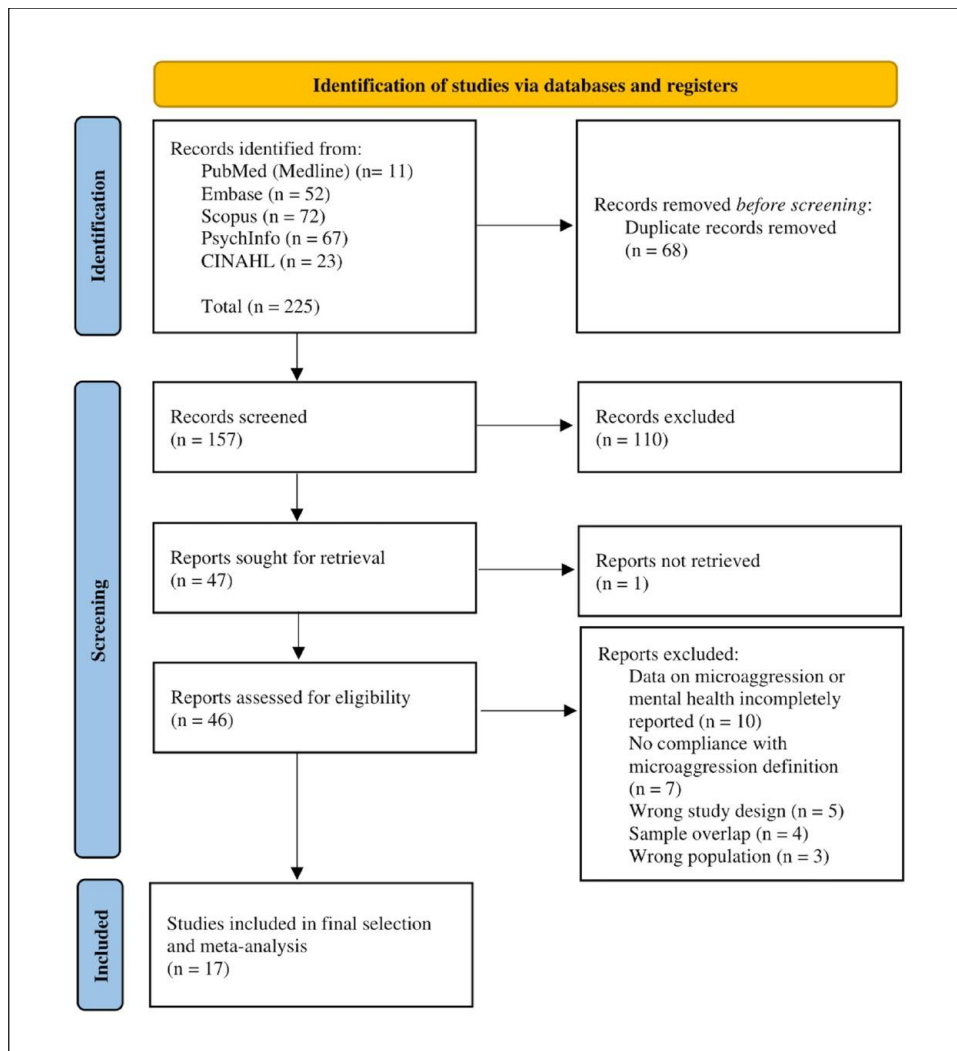 Identification of studies via databases and registers
Identification
Records identified from:
PubMed (Medline) (n= 11)
Embase (n = 52)
Scopus (n = 72)
PsychInfo (n = 67)
CINAHL (n = 23)
Total (n = 225)
Records removed before screening:
Duplicate records removed
(n = 68)
Screening
Records screened
(n = 157)
Records excluded
(n = 110)
Reports sought for retrieval
(n = 47)
Reports not retrieved
(n = 1)
Reports assessed for eligibility
(n = 46)
Reports excluded:
Data on microaggression or
mental health incompletely
reported (n = 10)
No compliance with
microaggression definition
(n = 7)
Wrong study design (n = 5)
Sample overlap (n = 4)
Wrong population (n = 3)
Included
Studies included in final selection
and meta-analysis
(n = 17)